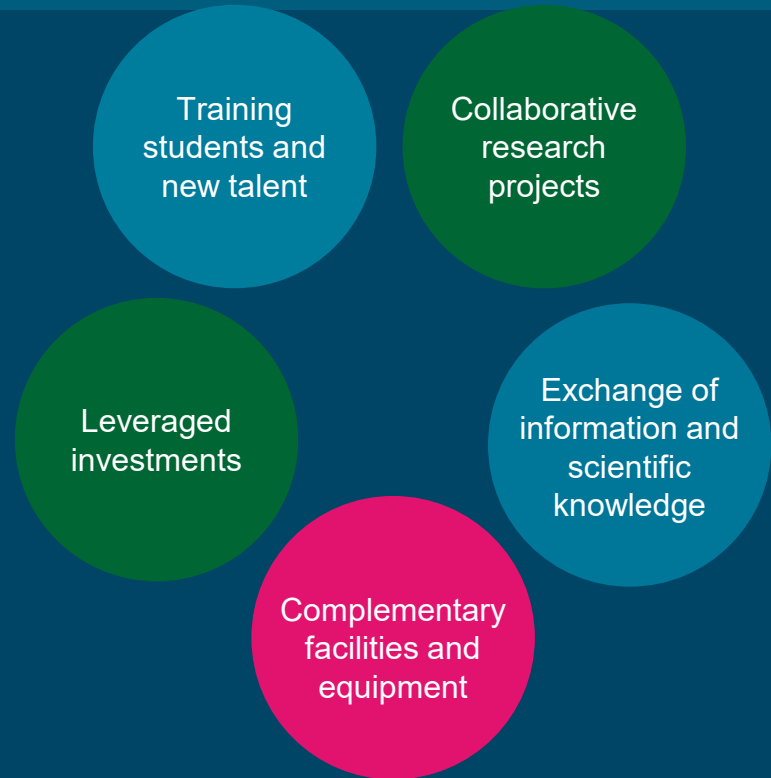 Training
students and
new talent
Collaborative
research
projects
Leveraged
investments
Exchange of
information and
scientific
knowledge
Complementary
facilities and
equipment